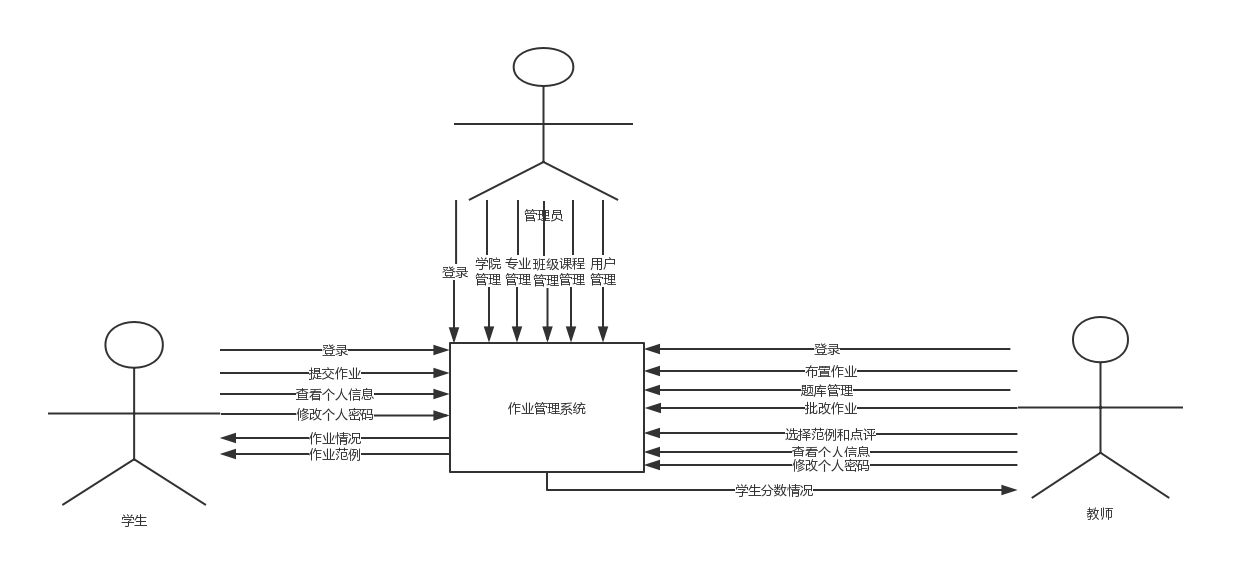 管理员
登录
学院
管理
专业
管理
班级
管理
课程
管理
用户
管理
登录
提交作业
查看个人信息
修改个人密码
作业情况
作业范例
学生
作业管理系统
登录
布置作业
题库管理
批改作业
选择范例和点评
查看个人信息
修改个人密码
学生分数情况
教师